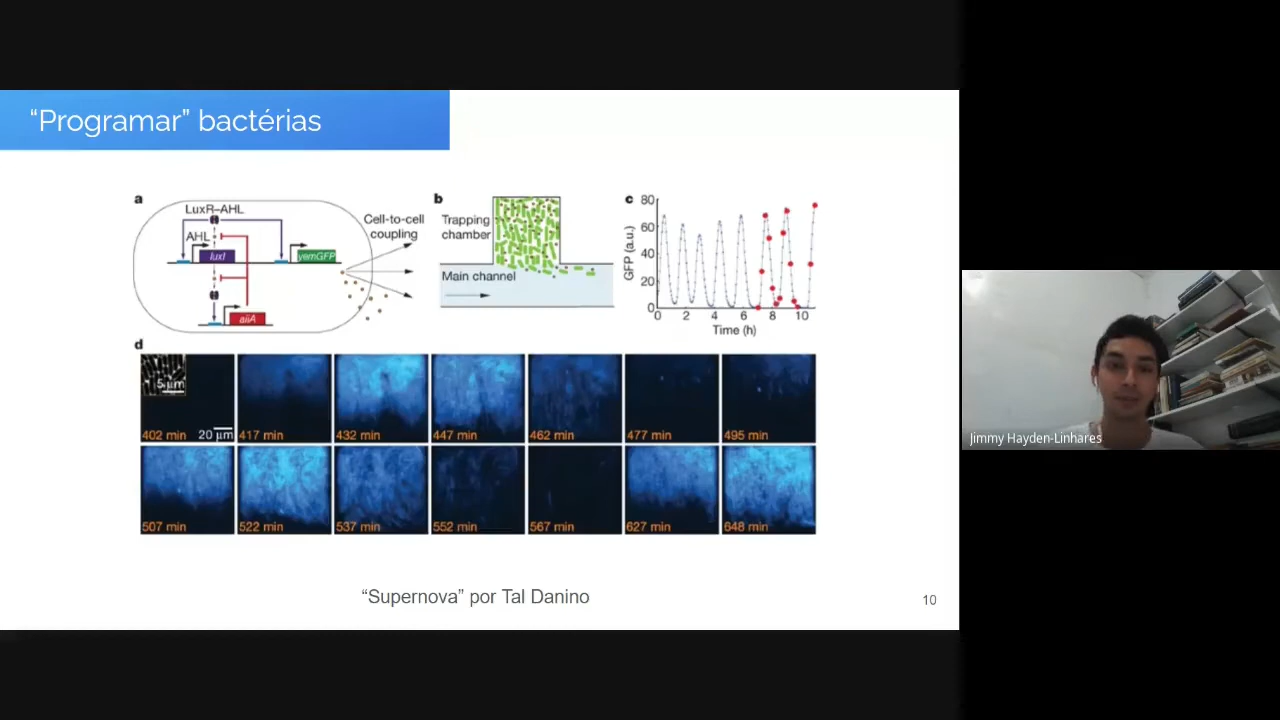 “Programar” bactérias
a
LuxR–AHL
AHL
luxI
yemGFP
aiiA
Cell-to-cell
coupling
b
Trapping
chamber
Main channel
c
GFP (a.u.)
80
60
40
20
0
0 2 4 6 8 10
Time (h)
d
5 μm
402 min
20 μm
417 min
432 min
447 min
462 min
477 min
495 min
507 min
522 min
537 min
552 min
567 min
627 min
648 min
“Supernova” por Tal Danino
10
Jimmy Hayden-Linhares